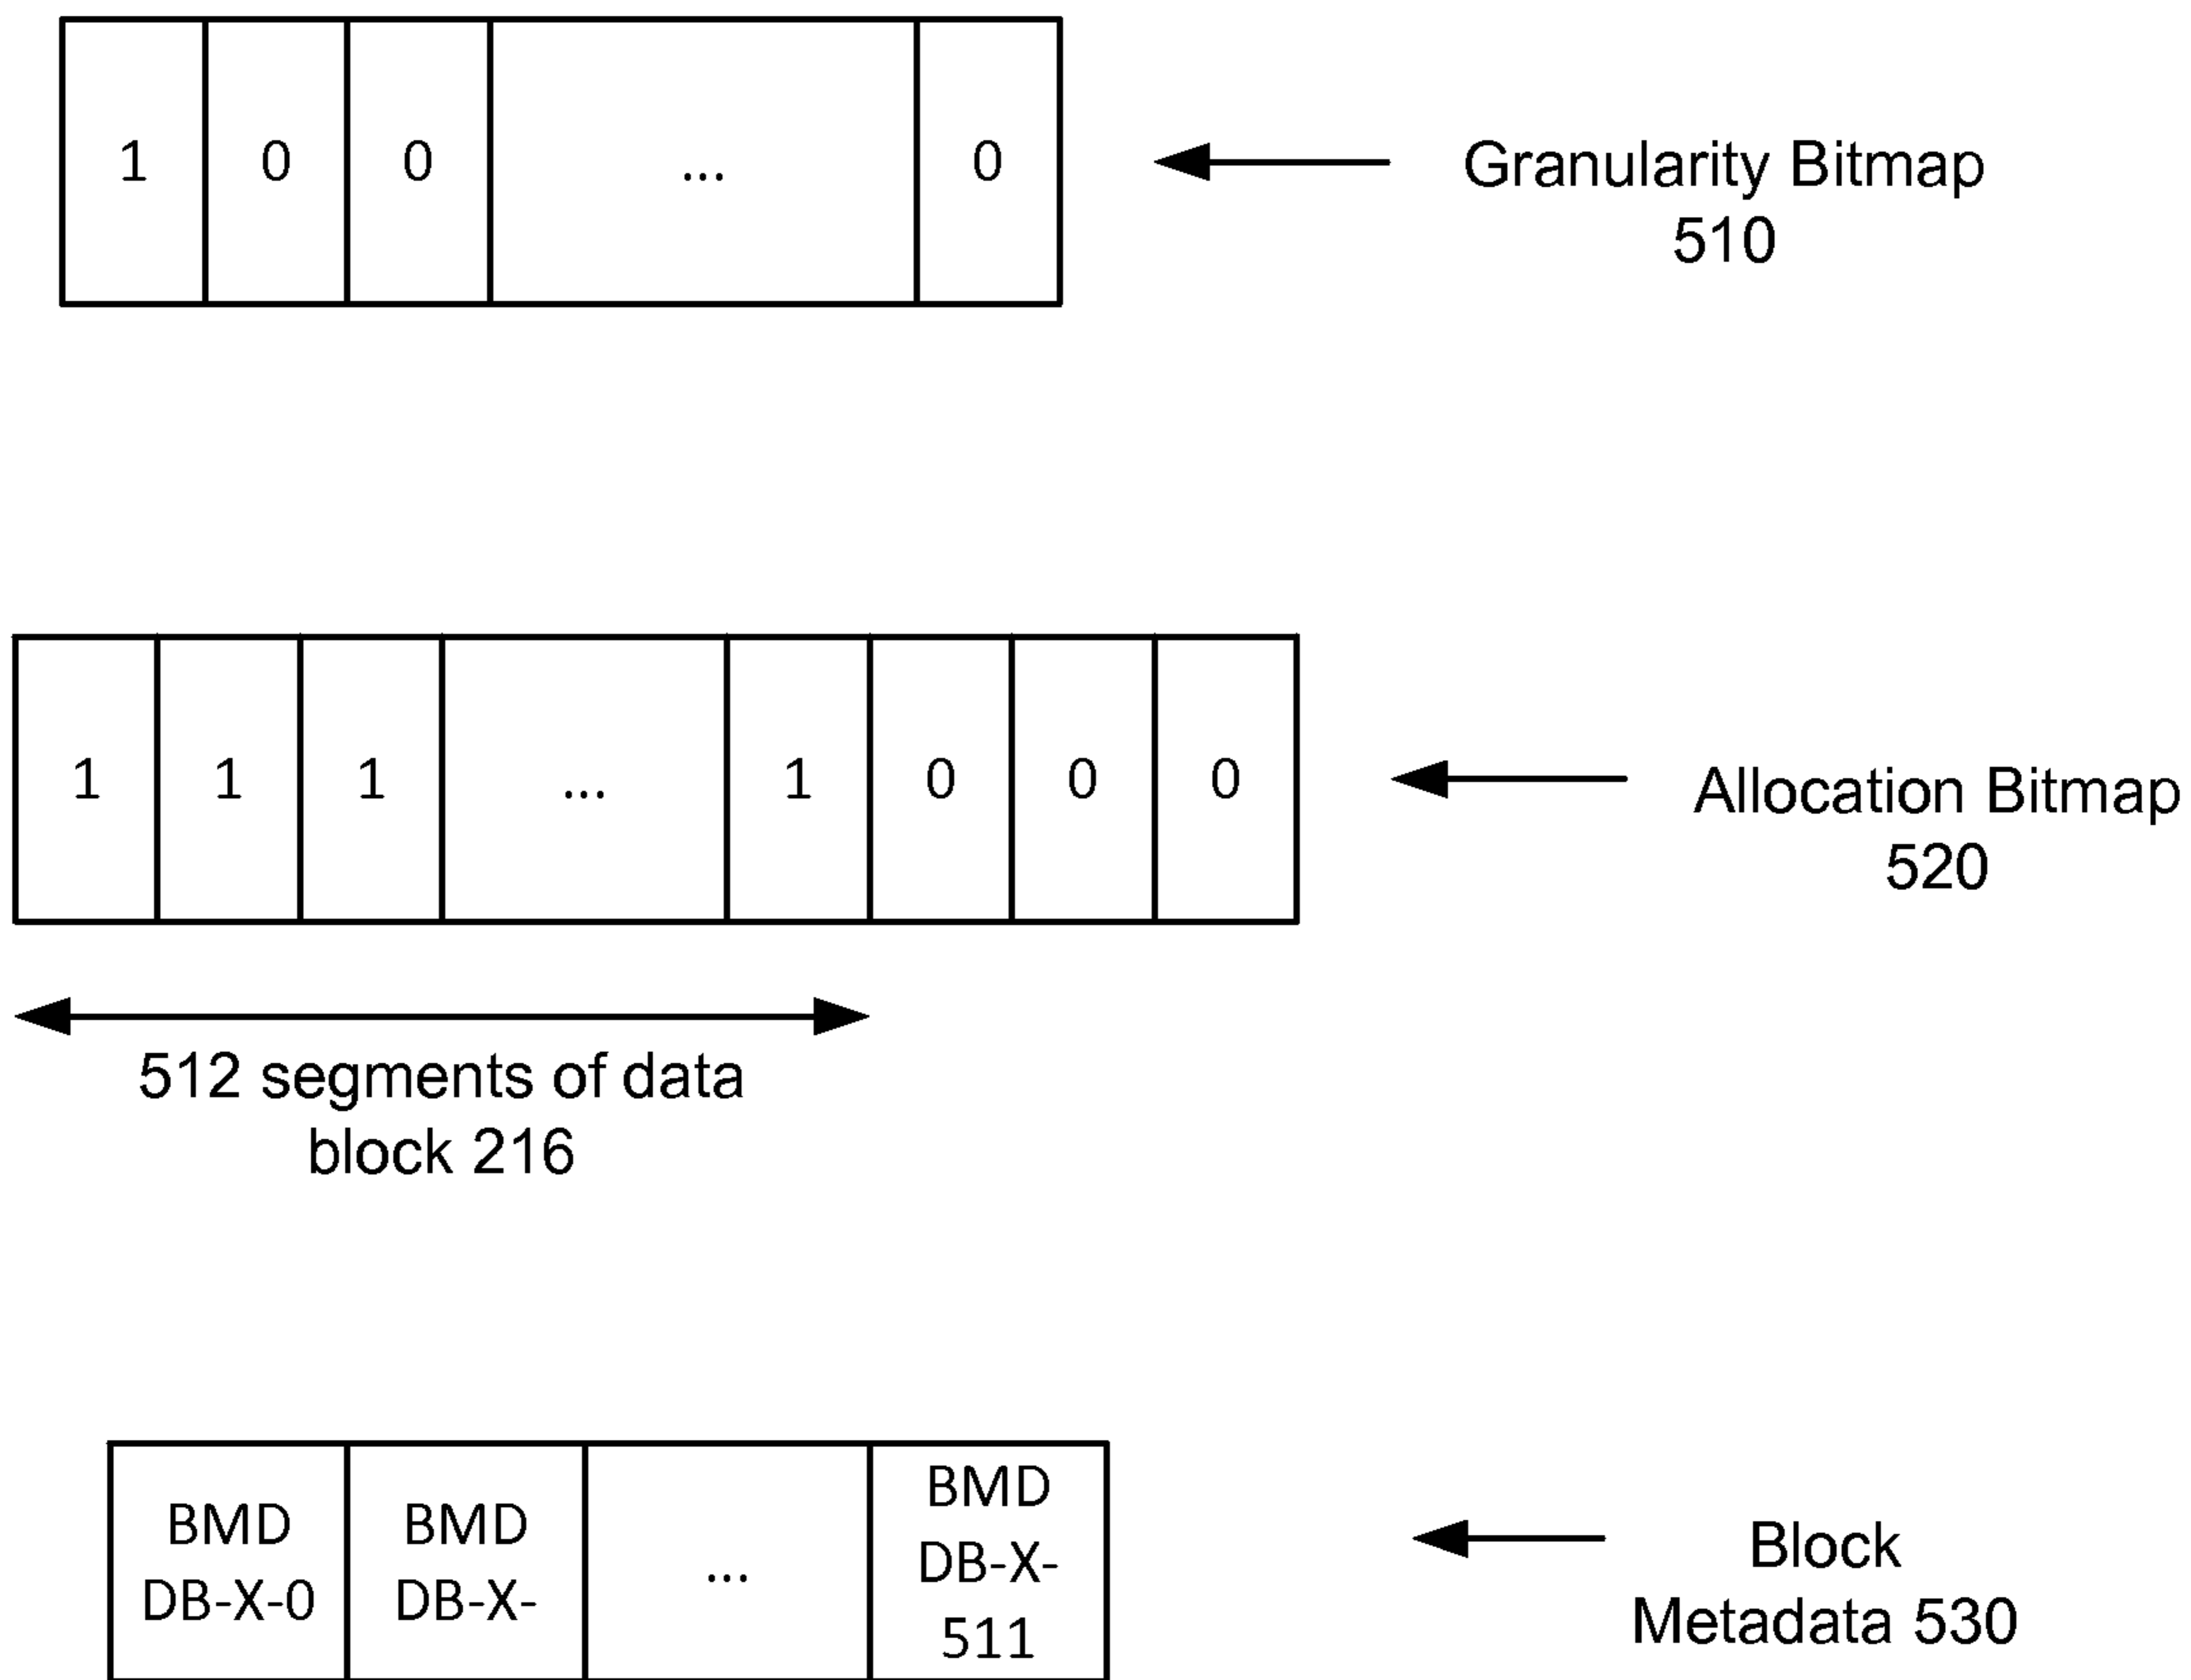 1 0 0 ... 0
Granularity Bitmap
510
1 1 1 ... 1 0 0 0
Allocation Bitmap
520
512 segments of data
block 216
BMD
DB-X-0
BMD
DB-X-
...
BMD
DB-X-
511
Block
Metadata 530